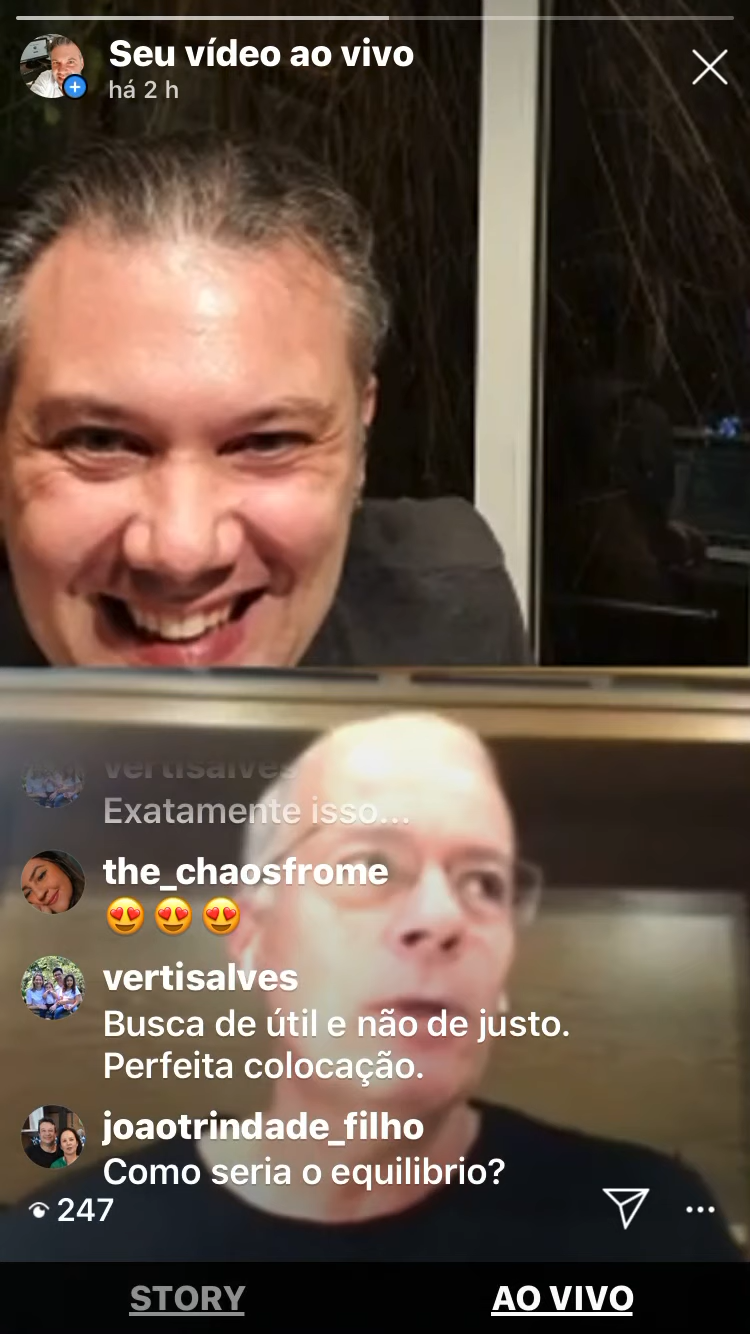 Seu vídeo ao vivo
há 2 h
vertisalves
Exatamente isso...
the_chaosfrome
😍 😍 😍
vertisalves
Busca de útil e não de justo.
Perfeita colocação.
joaotrindade_filho
Como seria o equilibrio?
247
STORY
AO VIVO